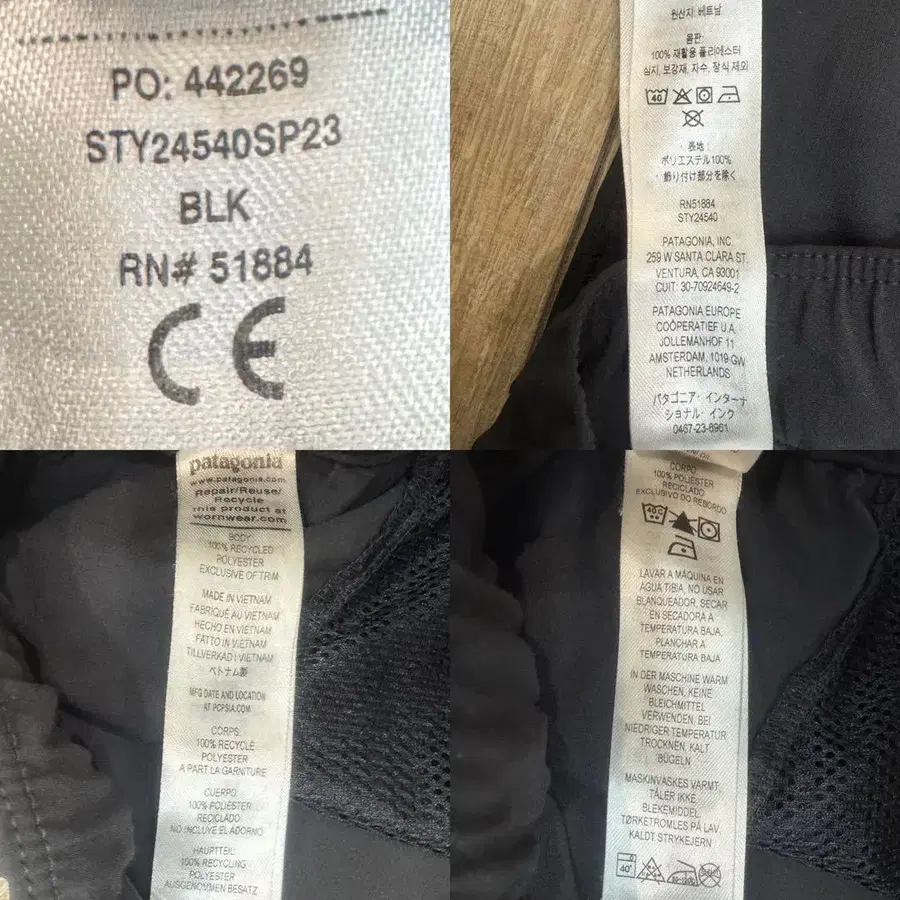 PO: 442269
STY24540SP23
BLK
RN# 51884
CE
원산지: 베트남
몸판:
100% 재활용 폴리에스터
심지, 보강재, 자수, 장식 제외
40
・表地:
ポリエステル100%
・飾り付け部分を除く
RN51884
STY24540
PATAGONIA, INC.
259 W SANTA CLARA ST.
VENTURA, CA 93001
CUIT: 30-70924649-2
PATAGONIA EUROPE
COÖPERATIEF U.A.
JOLLEMANHOF 11
AMSTERDAM, 1019 GW
NETHERLANDS
パタゴニア・インターナ
ショナル・インク
0467-23-8961
patagonia
www.patagonia.com
Repair/Reuse/
Recycle
this product at
wornwear.com
BODY:
100% RECYCLED
POLYESTER
EXCLUSIVE OF TRIM
MADE IN VIETNAM
FABRIQUÉ AU VIETNAM
HECHO EN VIETNAM
FATTO IN VIETNAM
TILLVERKAD I VIETNAM
ベトナム製
MFG DATE AND LOCATION
AT PCPSIA.COM
CORPS:
100% RECYCLÉ
POLYESTER
A PART LA GARNITURE
CUERPO:
100% POLIÉSTER
RECICLADO
NO INCLUYE EL ADORNO
HAUPTTEIL:
100% RECYCLING
POLYESTER
AUSGENOMMEN BESATZ
CORPO:
100% POLIÉSTER
RECICLADO
EXCLUSIVO DO REBORDO
40 C
LAVAR A MÁQUINA EN
AGUA TIBIA, NO USAR
BLANQUEADOR, SECAR
EN SECADORA A
TEMPERATURA BAJA.
PLANCHAR A
TEMPERATURA BAJA
IN DER MASCHINE WARM
WASCHEN, KEINE
BLEICHMITTEL
VERWENDEN, BEI
NIEDRIGER TEMPERATUR
TROCKNEN, KALT
BÜGELN
MASKINVASKES VARMT.
TÅLER IKKE
BLEKEMIDDEL.
TØRKETROMLES PÅ LAV.
KALDT STRYKEJERN
40°